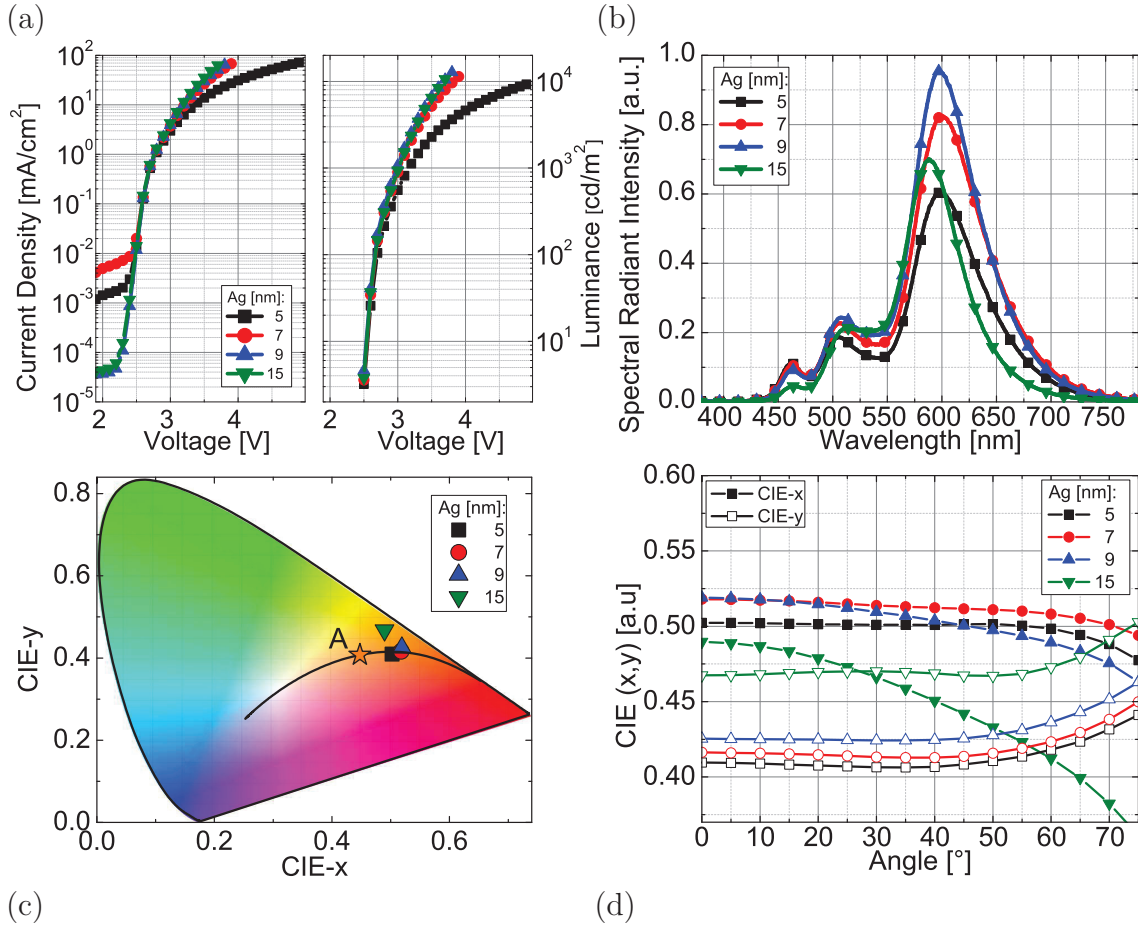 (a)
10^2
10^1
10^0
10^-1
10^-2
10^-3
10^-4
10^-5
Current Density [mA/cm^2]
2
3
4
Voltage [V]
Ag [nm]:
5
7
9
15
2
3
4
Voltage [V]
10^4
10^3
10^2
10^1
Luminance [cd/m^2]
(b)
1.0
0.8
0.6
0.4
0.2
0.0
Spectral Radiant Intensity [a.u.]
400 450 500 550 600 650 700 750
Wavelength [nm]
Ag [nm]:
5
7
9
15
0.8
0.6
0.4
0.2
0.0
CIE-y
0.0 0.2 0.4 0.6
CIE-x
A
Ag [nm]
5
7
9
15
(c)
0.60
0.55
0.50
0.45
0.40
CIE (x,y) [a.u]
0 10 20 30 40 50 60 70
Angle [°]
CIE-x
CIE-y
Ag [nm]:
5
7
9
15
(d)